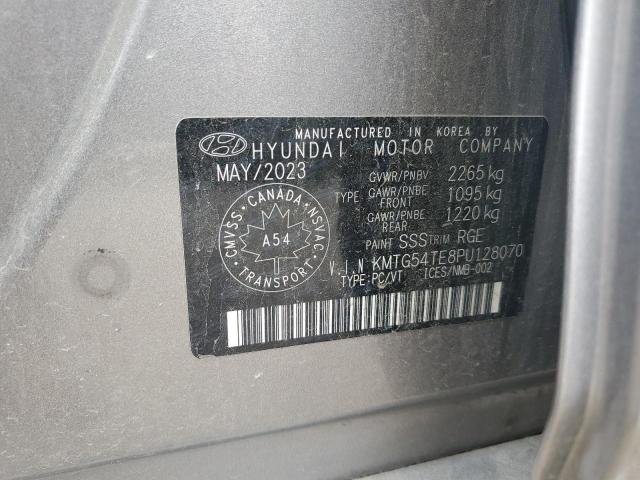 MANUFACTURED IN KOREA BY
HYUNDAI MOTOR COMPANY
MAY/2023
GVWR/PNBV 2265 kg
TYPE GAWR/PNBE FRONT 1095 kg
GAWR/PNBE REAR 1220 kg
PAINT SSS TRIM RGE
V.I.N KMTG54TE8PU128070
TYPE:PC/VT ICES/NMB-002
CMVSS CANADA NSVAC
A54
TRANSPORT